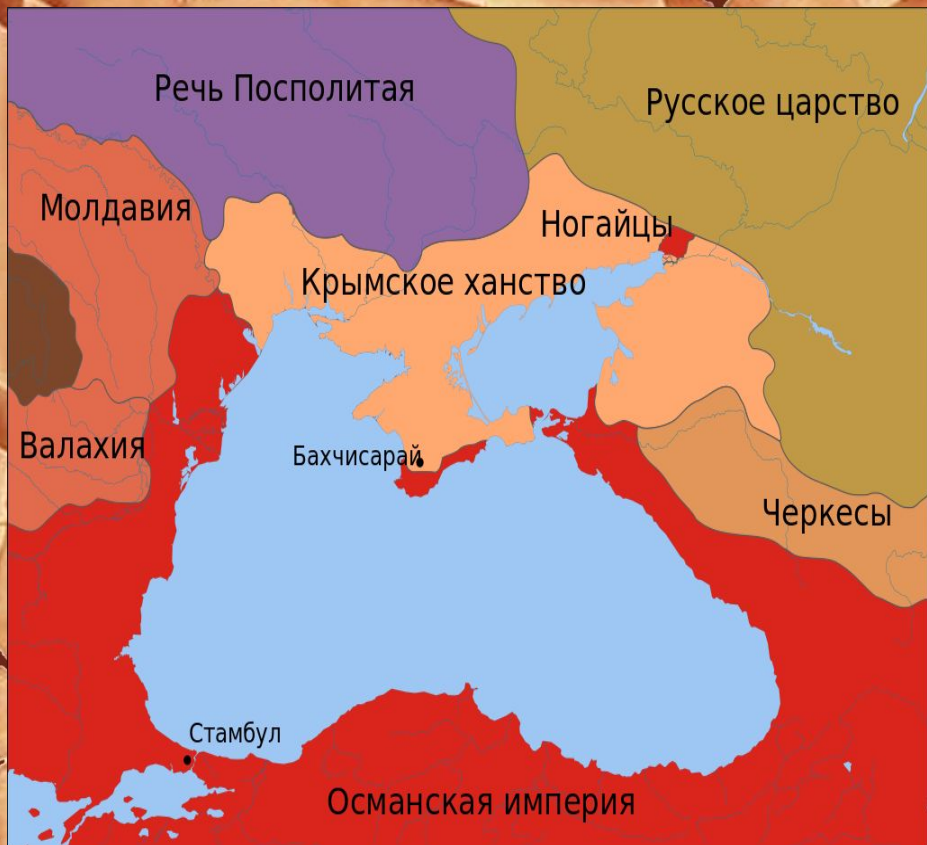 Речь Посполитая
Русское царство
Молдавия
Ногайцы
Крымское ханство
Валахия
Бахчисарай
Черкесы
Стамбул
Османская империя